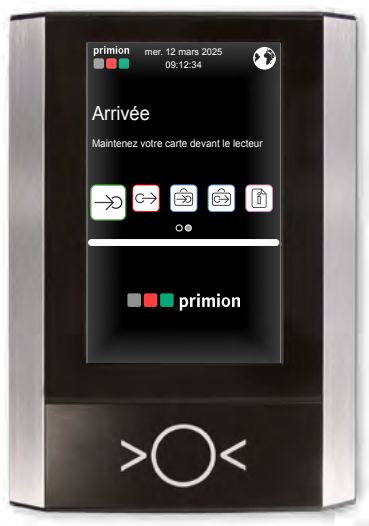 primion
mer. 12 mars 2025
09:12:34
Arrivée
Maintenez votre carte devant le lecteur
primion